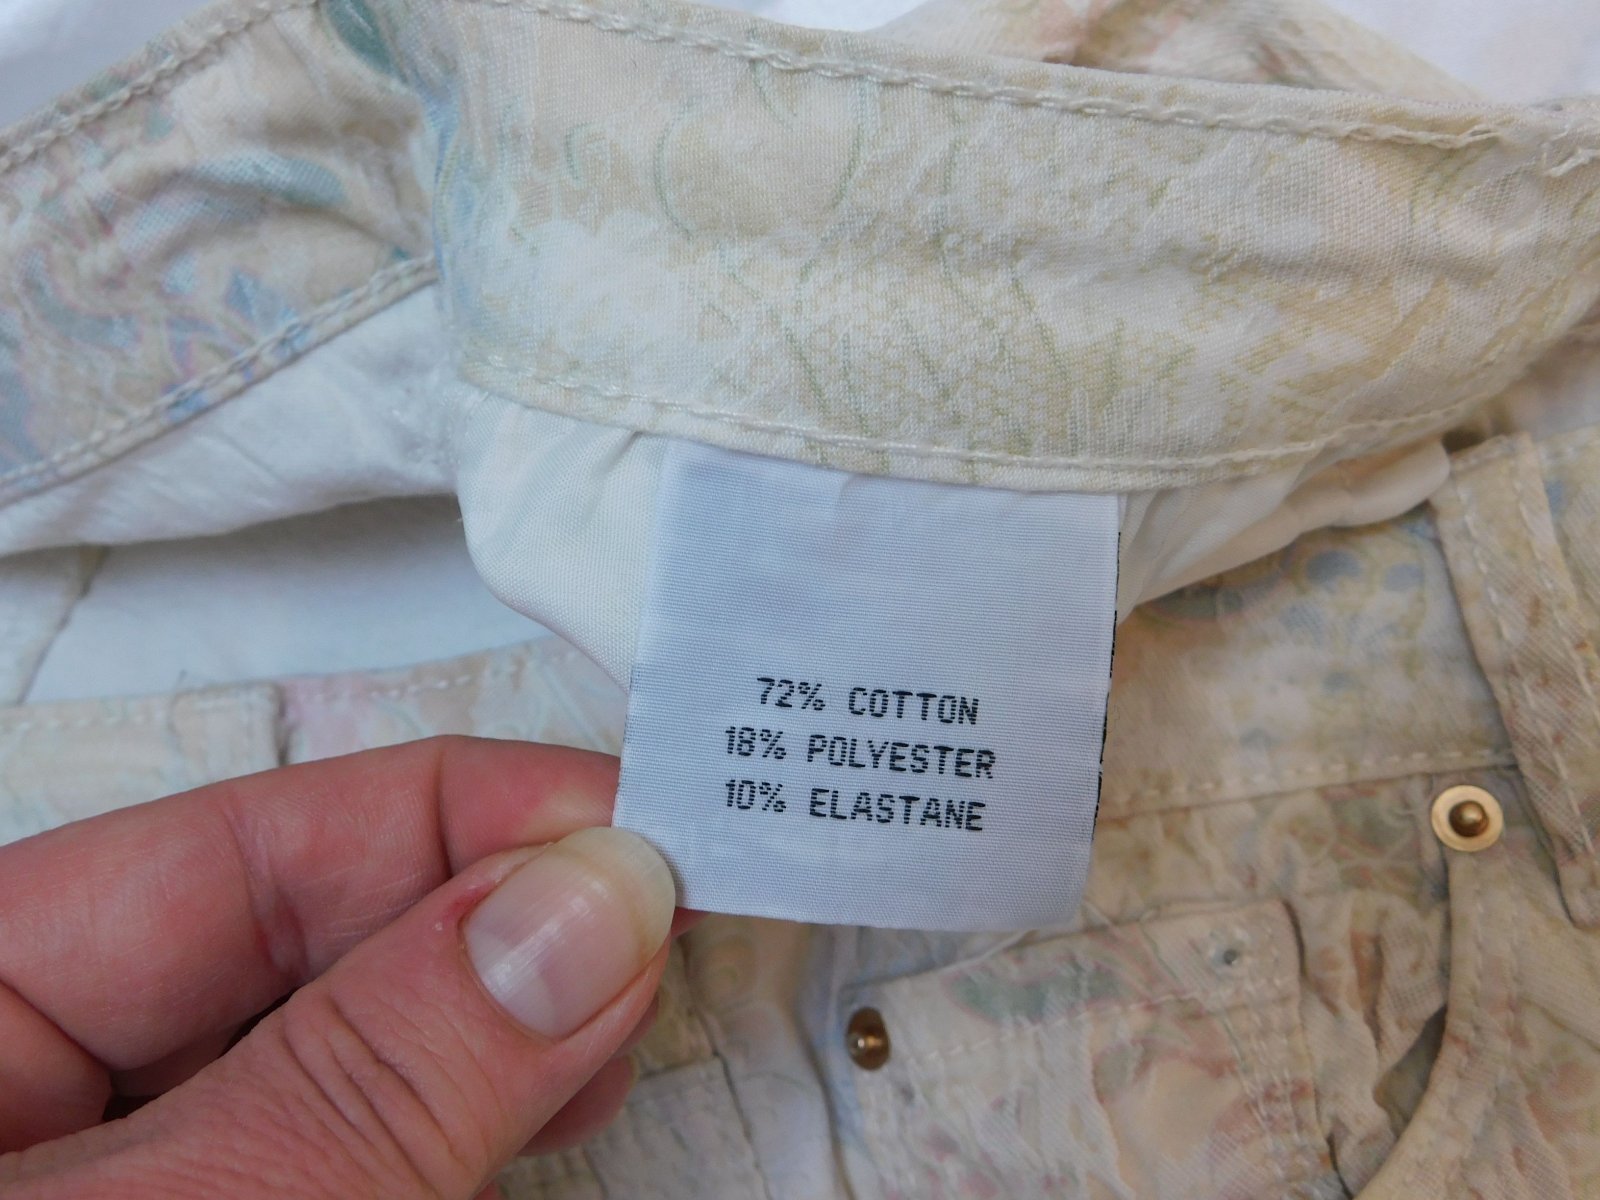 72% COTTON
18% POLYESTER
10% ELASTANE